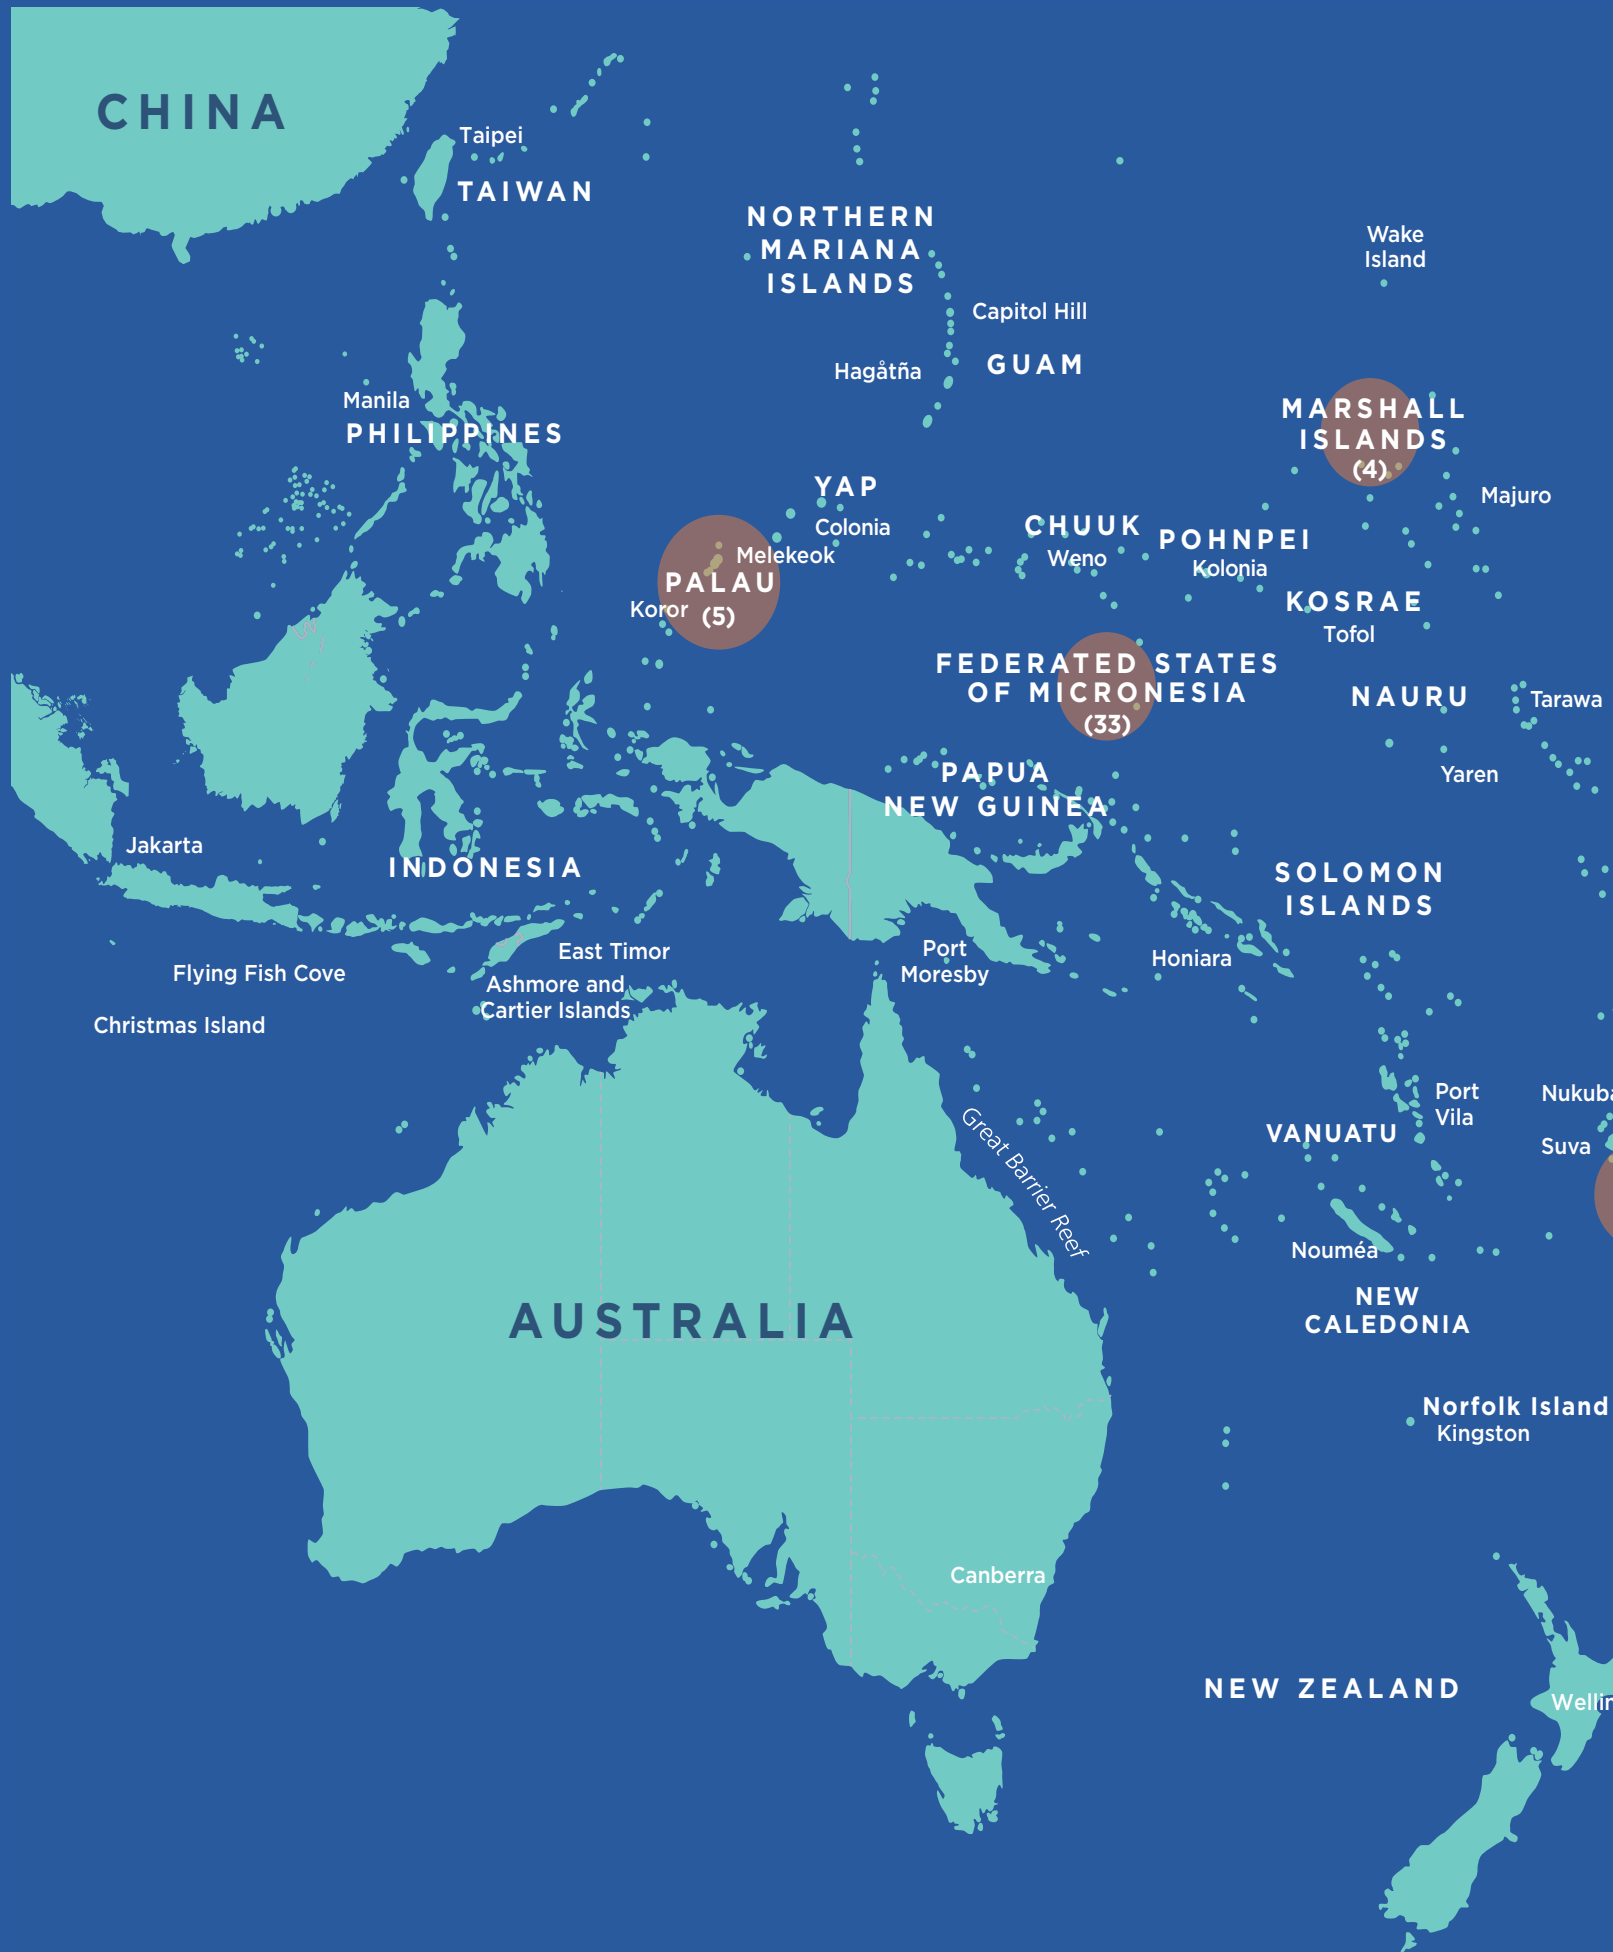 CHINA
Taipei
TAIWAN
NORTHERN
MARIANA
ISLANDS
Wake
Island
Capitol Hill
GUAM
Hagåtña
Manila
PHILIPPINES
MARSHALL
ISLANDS
(4)
Majuro
YAP
Colonia
CHUUK
Weno
POHNPEI
Kolonia
Melekeok
PALAU
(5)
Koror
KOSRAE
Tofol
FEDERATED STATES
OF MICRONESIA
(33)
NAURU
Tarawa
Yaren
PAPUA
NEW GUINEA
Jakarta
INDONESIA
SOLOMON
ISLANDS
East Timor
Port
Moresby
Honiara
Flying Fish Cove
Ashmore and
Cartier Islands
Christmas Island
Port
Vila
Nukuba
VANUATU
Suva
Great Barrier Reef
Nouméa
NEW
CALEDONIA
AUSTRALIA
Norfolk Island
Kingston
Canberra
NEW ZEALAND
Wellin